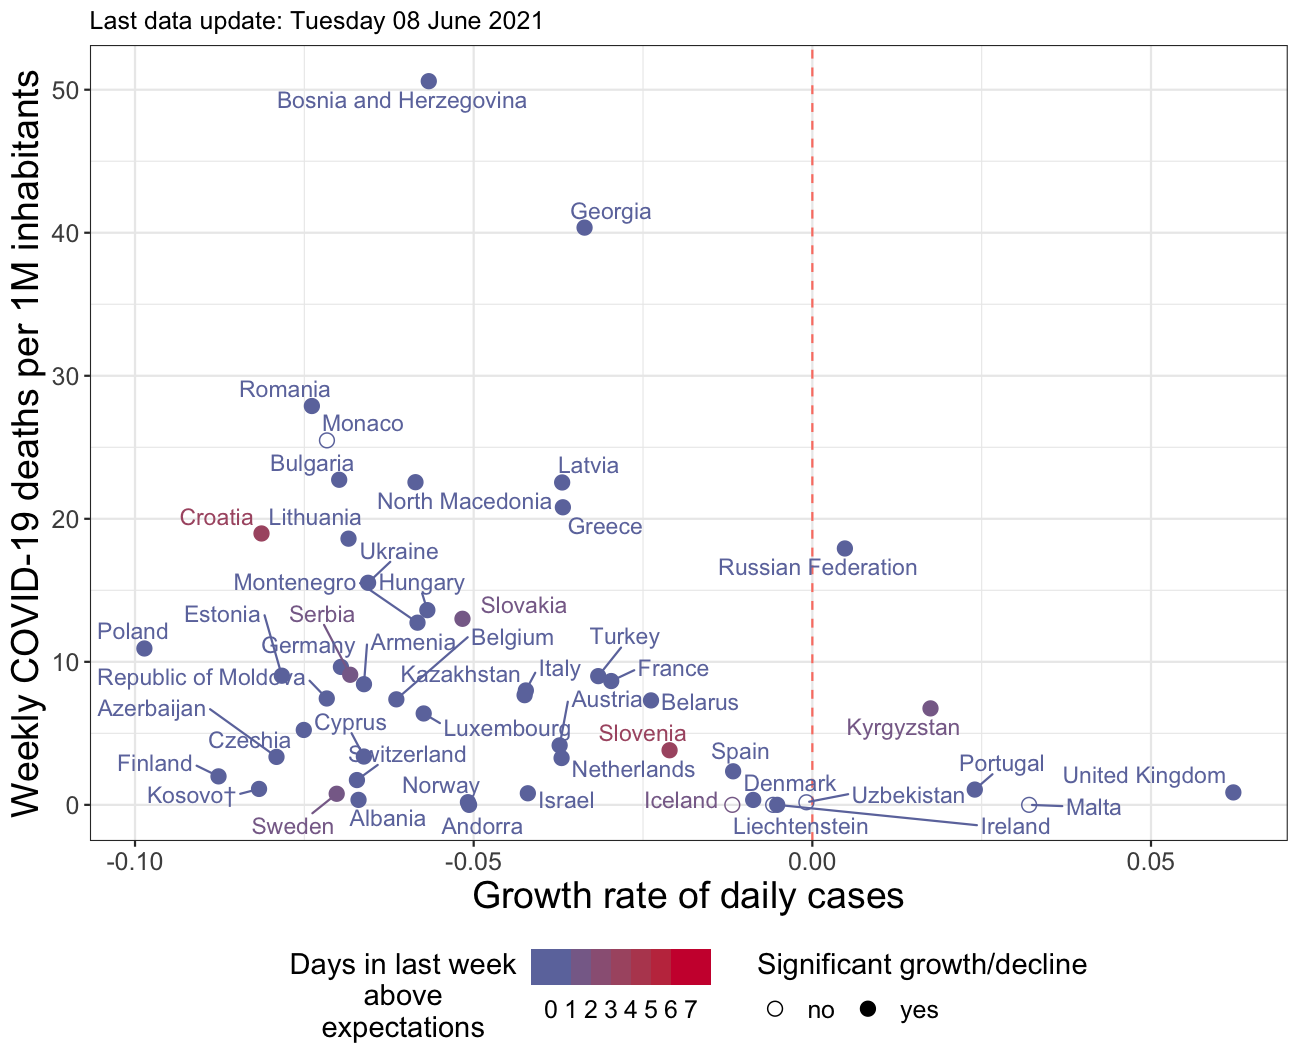 Last data update: Tuesday 08 June 2021
Weekly COVID-19 deaths per 1M inhabitants
50
40
30
20
10
0
Bosnia and Herzegovina
Georgia
Romania
Monaco
Bulgaria
Latvia
North Macedonia
Croatia
Lithuania
Greece
Ukraine
Russian Federation
Montenegro
Hungary
Estonia
Serbia
Slovakia
Poland
Germany
Armenia
Belgium
Turkey
Republic of Moldova
Kazakhstan
Italy
France
Azerbaijan
Austria
Belarus
Cyprus
Luxembourg
Slovenia
Kyrgyzstan
Czechia
Switzerland
Spain
Finland
Netherlands
Portugal
United Kingdom
Kosovo†
Norway
Denmark
Israel
Iceland
Uzbekistan
Malta
Sweden
Albania
Andorra
Liechtenstein
Ireland
-0.10
-0.05
0.00
0.05
Growth rate of daily cases
Days in last week
above
expectations
0 1 2 3 4 5 6 7
Significant growth/decline
no
yes